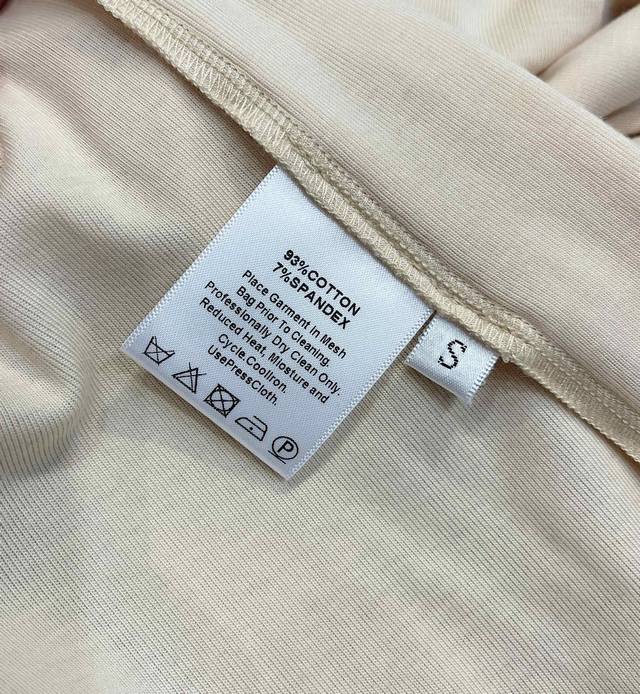 93%COTTON
7%SPANDEX
Place Garment in Mesh
Bag Prior To Cleaning.
Professionally Dry Clean Only.
Reduced Heat, Miosture and
Cycle.CoolIron.
UsePressCloth.
P
S